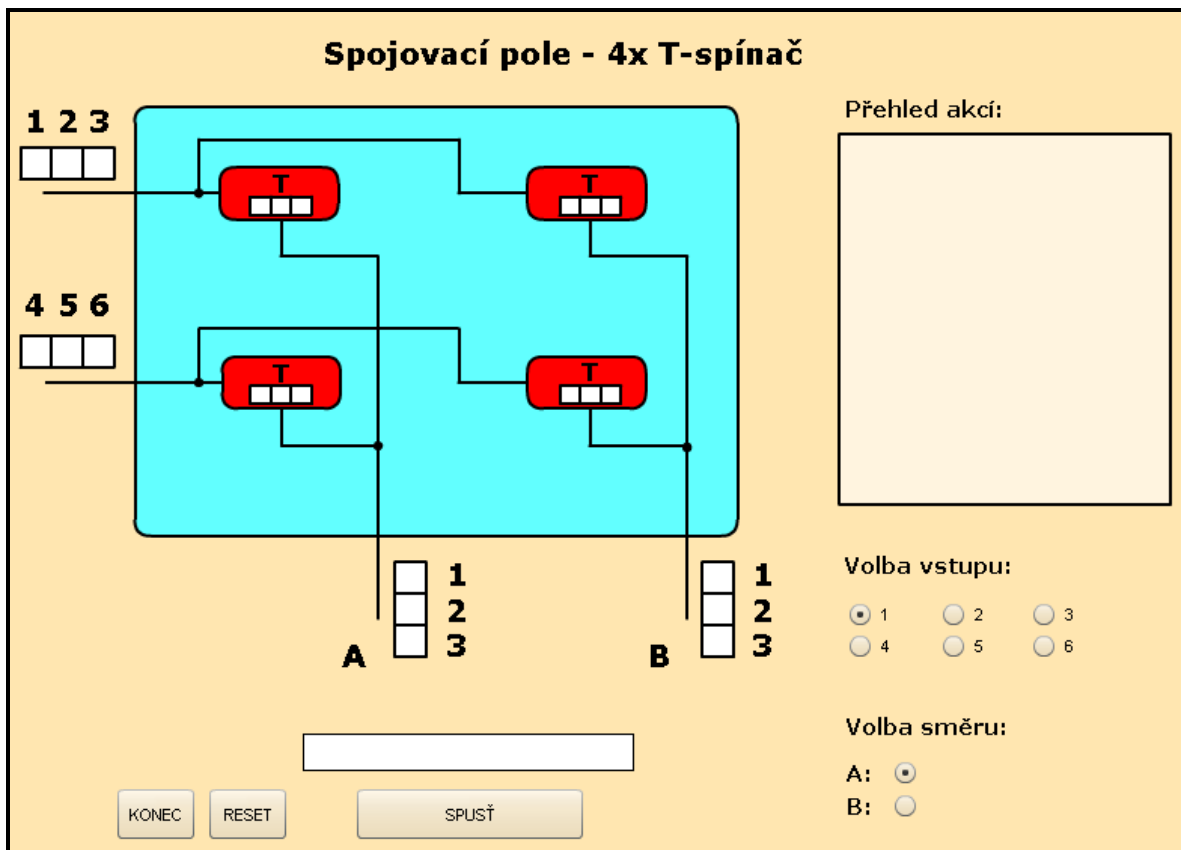 Spojovací pole - 4x T-spínač
Přehled akcí:
1 2 3
T T
4 5 6
T T
1 1
2 2
3 3
A B
Volba vstupu:
1 2 3
4 5 6
Volba směru:
A:
B:
KONEC RESET SPUSŤ